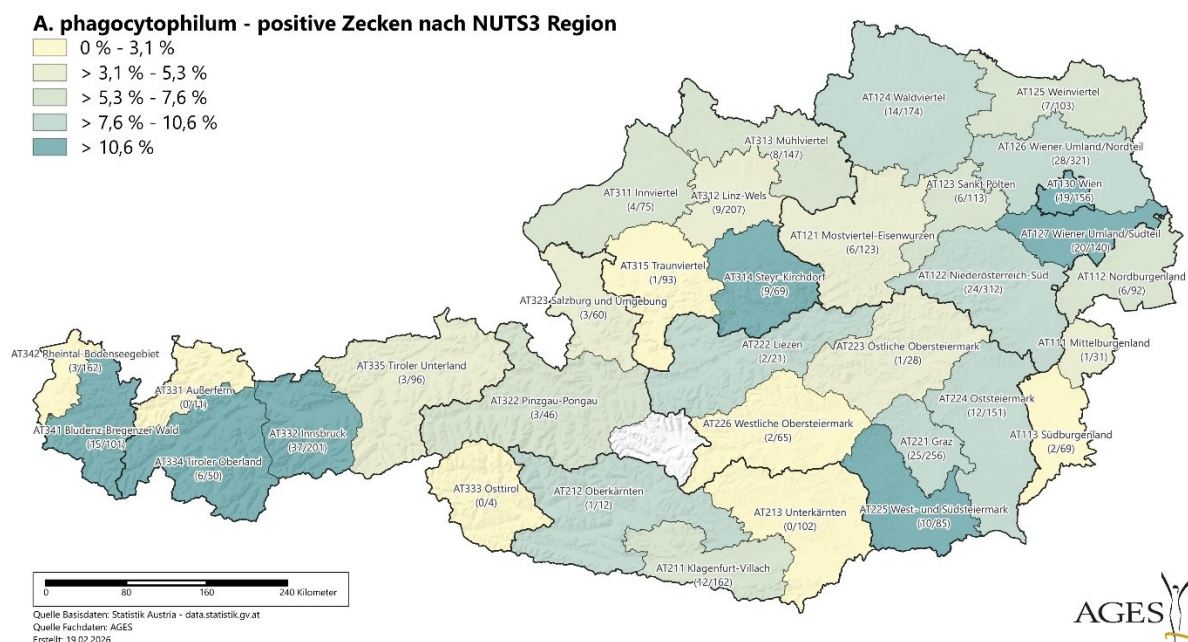 A. phagocytophilum - positive Zecken nach NUTS3 Region
0 % - 3,1 %
> 3,1 % - 5,3 %
> 5,3 % - 7,6 %
> 7,6 % - 10,6 %
> 10,6 %
AT124 Waldviertel
(14/174)
AT125 Weinviertel
(7/103)
AT313 Mühlviertel
(8/147)
AT126 Wiener Umland/Nordteil
(28/321)
AT311 Innviertel
(4/75)
AT312 Linz-Wels
(9/207)
AT123 Sankt Pölten
(6/113)
AT130 Wien
(19/156)
AT121 Mostviertel-Eisenwurzen
(6/123)
AT127 Wiener Umland/Südteil
(20/140)
AT315 Traunviertel
(1/93)
AT314 Steyr-Kirchdorf
(9/69)
AT122 Niederösterreich-Süd
(24/312)
AT112 Nordburgenland
(6/92)
AT323 Salzburg und Umgebung
(3/60)
AT222 Liezen
(2/21)
AT223 Östliche Obersteiermark
(1/28)
AT111 Mittelburgenland
(1/31)
AT342 Rheintal-Bodenseegebiet
(3/162)
AT331 Außerfern
(0/11)
AT335 Tiroler Unterland
(3/96)
AT322 Pinzgau-Pongau
(3/46)
AT224 Oststeiermark
(12/151)
AT341 Bludenz-Bregenzer Wald
(15/101)
AT332 Innsbruck
(37/201)
AT226 Westliche Obersteiermark
(2/65)
AT221 Graz
(25/256)
AT113 Südburgenland
(2/69)
AT334 Tiroler Oberland
(6/50)
AT333 Osttirol
(0/4)
AT212 Oberkärnten
(1/12)
AT213 Unterkärnten
(0/102)
AT225 West- und Südsteiermark
(10/85)
AT211 Klagenfurt-Villach
(12/162)
0 80 160 240 Kilometer
Quelle Basisdaten: Statistik Austria - data.statistik.gv.at
Quelle Fachdaten: AGES
Erstellt: 19.02.2026
AGES